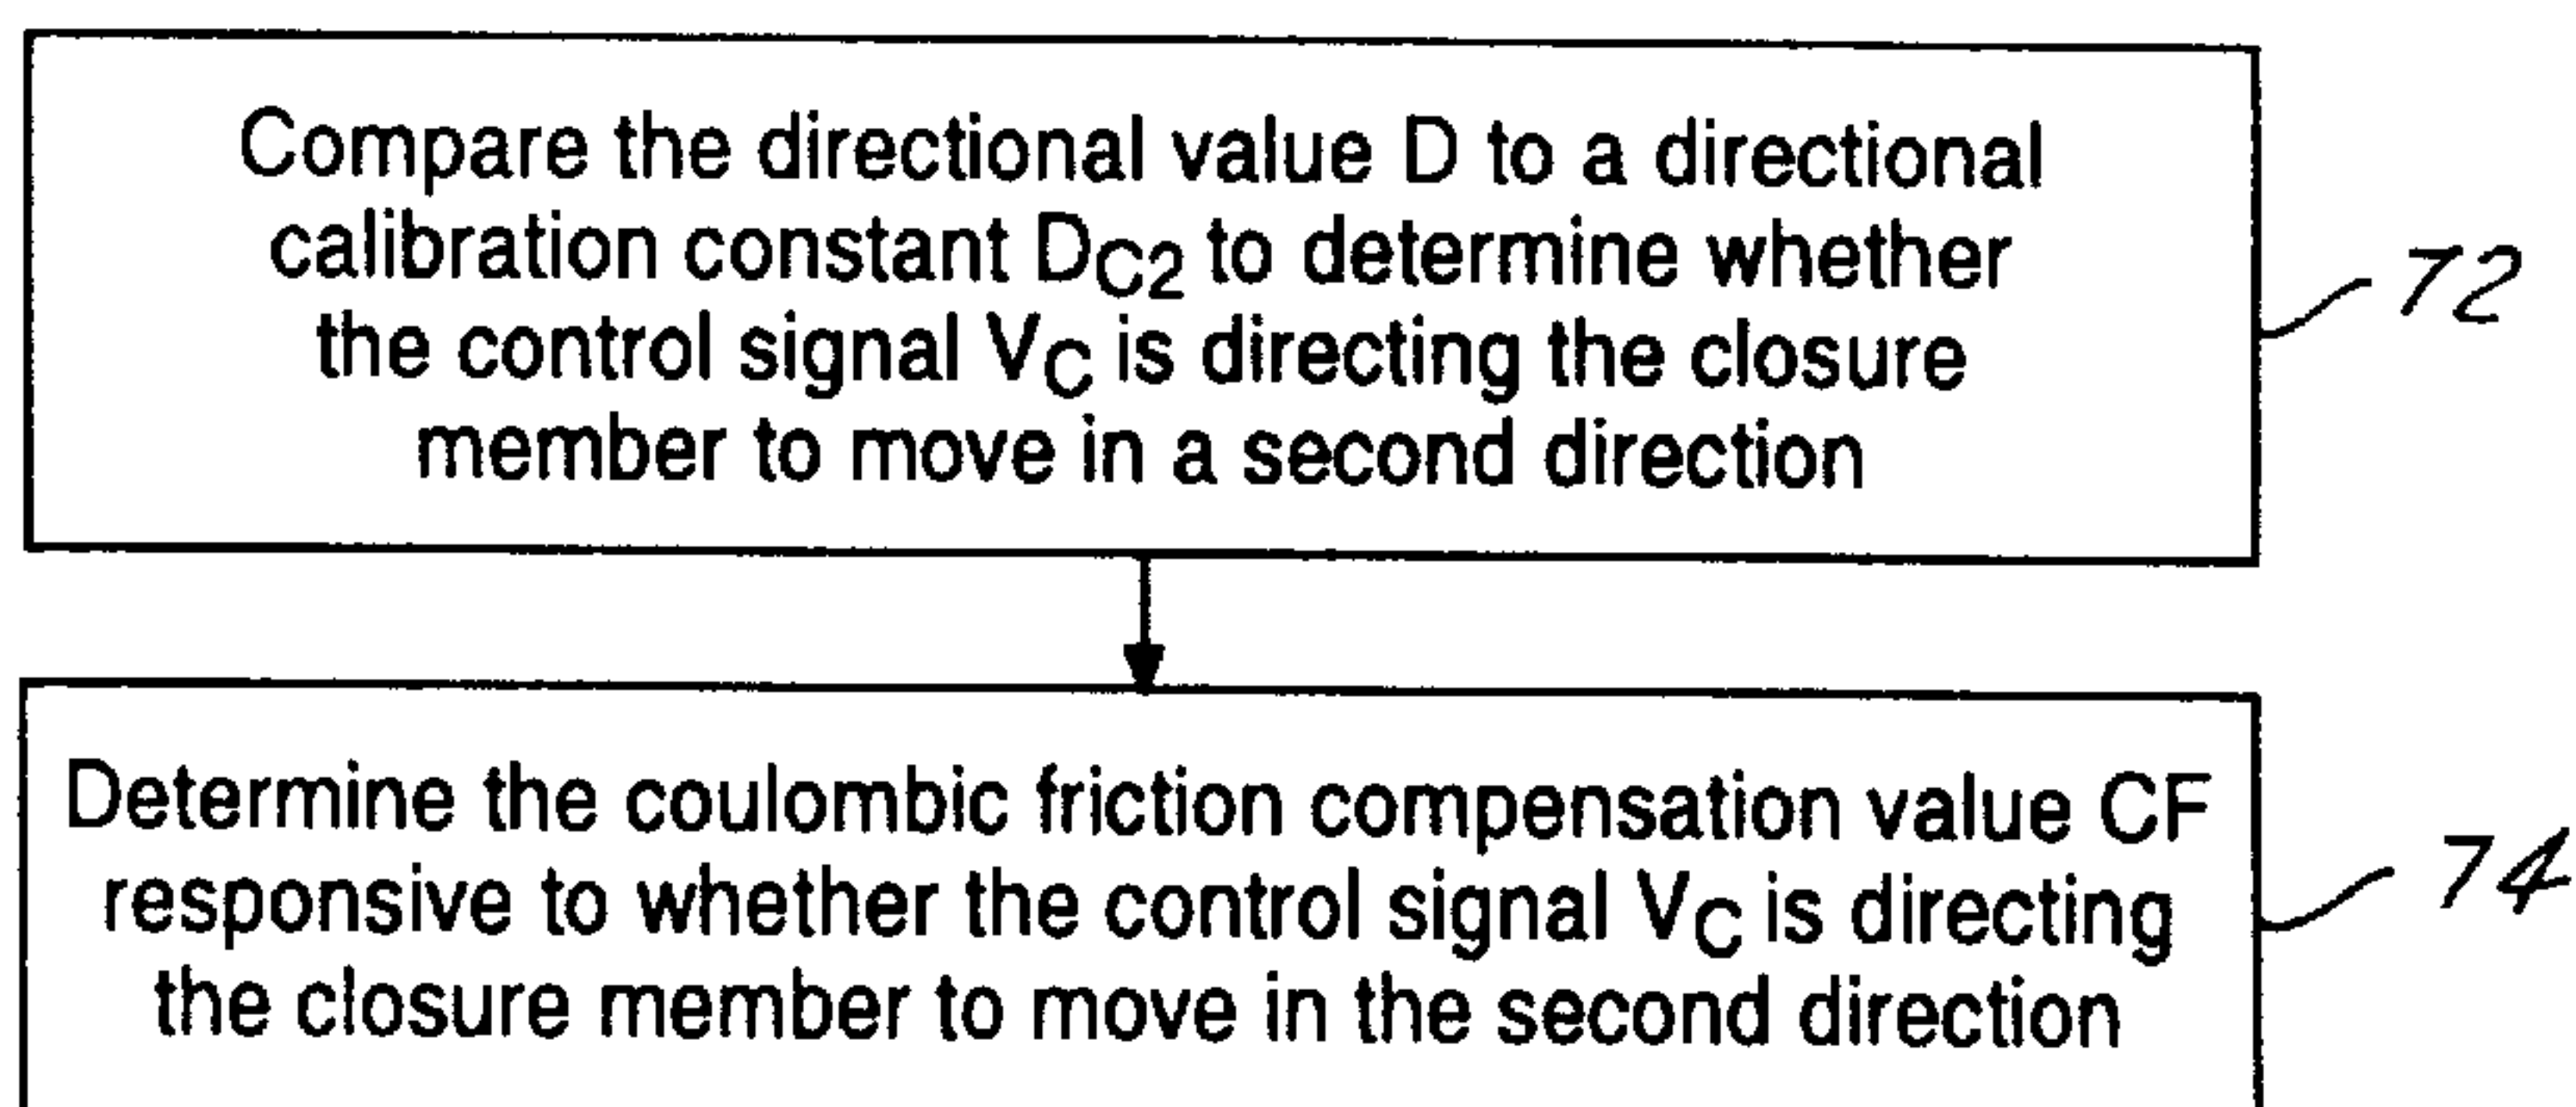 Compare the directional value D to a directional
calibration constant DC2 to determine whether
the control signal VC is directing the closure
member to move in a second direction
72
Determine the coulombic friction compensation value CF
responsive to whether the control signal VC is directing
the closure member to move in the second direction
74